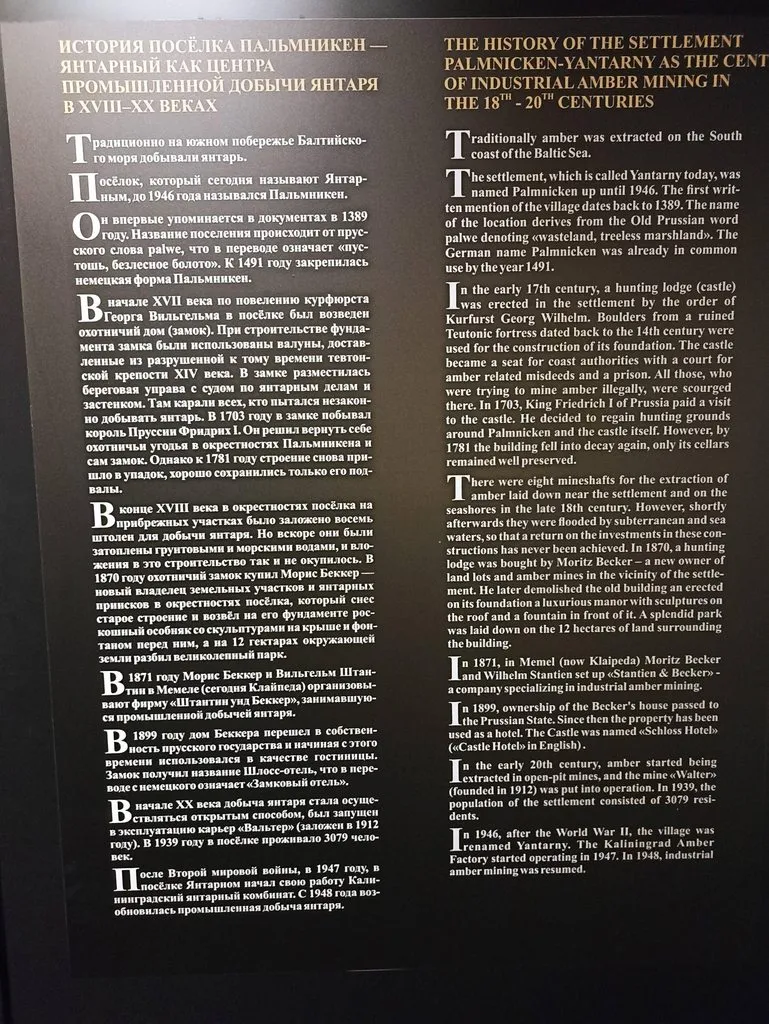 ИСТОРИЯ ПОСЁЛКА ПАЛЬМНИКЕН —
ЯНТАРНЫЙ КАК ЦЕНТРА
ПРОМЫШЛЕННОЙ ДОБЫЧИ ЯНТАРЯ
В XVIII–XX ВЕКАХ
Традиционно на южном побережье Балтийско-
го моря добывали янтарь.
Посёлок, который сегодня называют Янтар-
ным, до 1946 года назывался Пальмникен.
Он впервые упоминается в документах в 1389
году. Название поселения происходит от прус-
ского слова palwe, что в переводе означает «пус-
тошь, безлесное болото». К 1491 году закрепилась
немецкая форма Пальмникен.
В начале XVII века по повелению курфюрста
Георга Вильгельма в посёлке был возведен
охотничий дом (замок). При строительстве фунда-
мента замка были использованы валуны, достав-
ленные из разрушенной к тому времени тевтон-
ской крепости XIV века. В замке разместилась
береговая управа с судом по янтарным делам и
застенком. Там карали всех, кто пытался незакон-
но добывать янтарь. В 1703 году в замке побывал
король Пруссии Фридрих I. Он решил вернуть себе
охотничьи угодья в окрестностях Пальмникена и
сам замок. Однако к 1781 году строение снова при-
шло в упадок, хорошо сохранились только его под-
валы.
В конце XVIII века в окрестностях посёлка на
прибрежных участках было заложено восемь
штолен для добычи янтаря. Но вскоре они были
затоплены грунтовыми и морскими водами, и вло-
жения в это строительство так и не окупилось. В
1870 году охотничий замок купил Морис Беккер —
новый владелец земельных участков и янтарных
приисков в окрестностях посёлка, который снес
старое строение и возвёл на его фундаменте рос-
кошный особняк со скульптурами на крыше и фон-
таном перед ним, а на 12 гектарах окружающей
земли разбил великолепный парк.
В 1871 году Морис Беккер и Вильгельм Штан-
тин в Мемеле (сегодня Клайпеда) организовы-
вают фирму «Штантин унд Беккер», занимавшую-
ся промышленной добычей янтаря.
В 1899 году дом Беккера перешел в собствен-
ность прусского государства и начиная с этого
времени использовался в качестве гостиницы.
Замок получил название Шлосс-отель, что в пере-
воде с немецкого означает «Замковый отель».
В начале XX века добыча янтаря стала осуще-
ствляться открытым способом, был запущен
в эксплуатацию карьер «Вальтер» (заложен в 1912
году). В 1939 году в посёлке проживало 3079 чело-
век.
После Второй мировой войны, в 1947 году, в
посёлке Янтарном начал свою работу Кали-
нинградский янтарный комбинат. С 1948 года воз-
обновилась промышленная добыча янтаря.
THE HISTORY OF THE SETTLEMENT
PALMNICKEN-YANTARNY AS THE CENT
OF INDUSTRIAL AMBER MINING IN
THE 18TH - 20TH CENTURIES
Traditionally amber was extracted on the South
coast of the Baltic Sea.
The settlement, which is called Yantarny today, was
named Palmnicken up until 1946. The first writ-
ten mention of the village dates back to 1389. The name
of the location derives from the Old Prussian word
palwe denoting «wasteland, treeless marshland». The
German name Palmnicken was already in common
use by the year 1491.
In the early 17th century, a hunting lodge (castle)
was erected in the settlement by the order of
Kurfurst Georg Wilhelm. Boulders from a ruined
Teutonic fortress dated back to the 14th century were
used for the construction of its foundation. The castle
became a seat for coast authorities with a court for
amber related misdeeds and a prison. All those, who
were trying to mine amber illegally, were scourged
there. In 1703, King Friedrich I of Prussia paid a visit
to the castle. He decided to regain hunting grounds
around Palmnicken and the castle itself. However, by
1781 the building fell into decay again, only its cellars
remained well preserved.
There were eight mineshafts for the extraction of
amber laid down near the settlement and on the
seashores in the late 18th century. However, shortly
afterwards they were flooded by subterranean and sea
waters, so that a return on the investments in these con-
structions has never been achieved. In 1870, a hunting
lodge was bought by Moritz Becker – a new owner of
land lots and amber mines in the vicinity of the settle-
ment. He later demolished the old building an erected
on its foundation a luxurious manor with sculptures on
the roof and a fountain in front of it. A splendid park
was laid down on the 12 hectares of land surrounding
the building.
In 1871, in Memel (now Klaipeda) Moritz Becker
and Wilhelm Stantien set up «Stantien & Becker» -
a company specializing in industrial amber mining.
In 1899, ownership of the Becker's house passed to
the Prussian State. Since then the property has been
used as a hotel. The Castle was named «Schloss Hotel»
(«Castle Hotel» in English).
In the early 20th century, amber started being
extracted in open-pit mines, and the mine «Walter»
(founded in 1912) was put into operation. In 1939, the
population of the settlement consisted of 3079 resi-
dents.
In 1946, after the World War II, the village was
renamed Yantarny. The Kaliningrad Amber
Factory started operating in 1947. In 1948, industrial
amber mining was resumed.